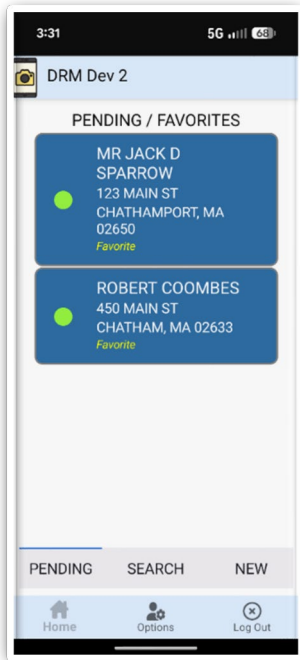 3:31 5G 68
DRM Dev 2
PENDING / FAVORITES
MR JACK D
SPARROW
123 MAIN ST
CHATHAMPORT, MA
02650
Favorite
ROBERT COOMBES
450 MAIN ST
CHATHAM, MA 02633
Favorite
PENDING SEARCH NEW
Home Options Log Out